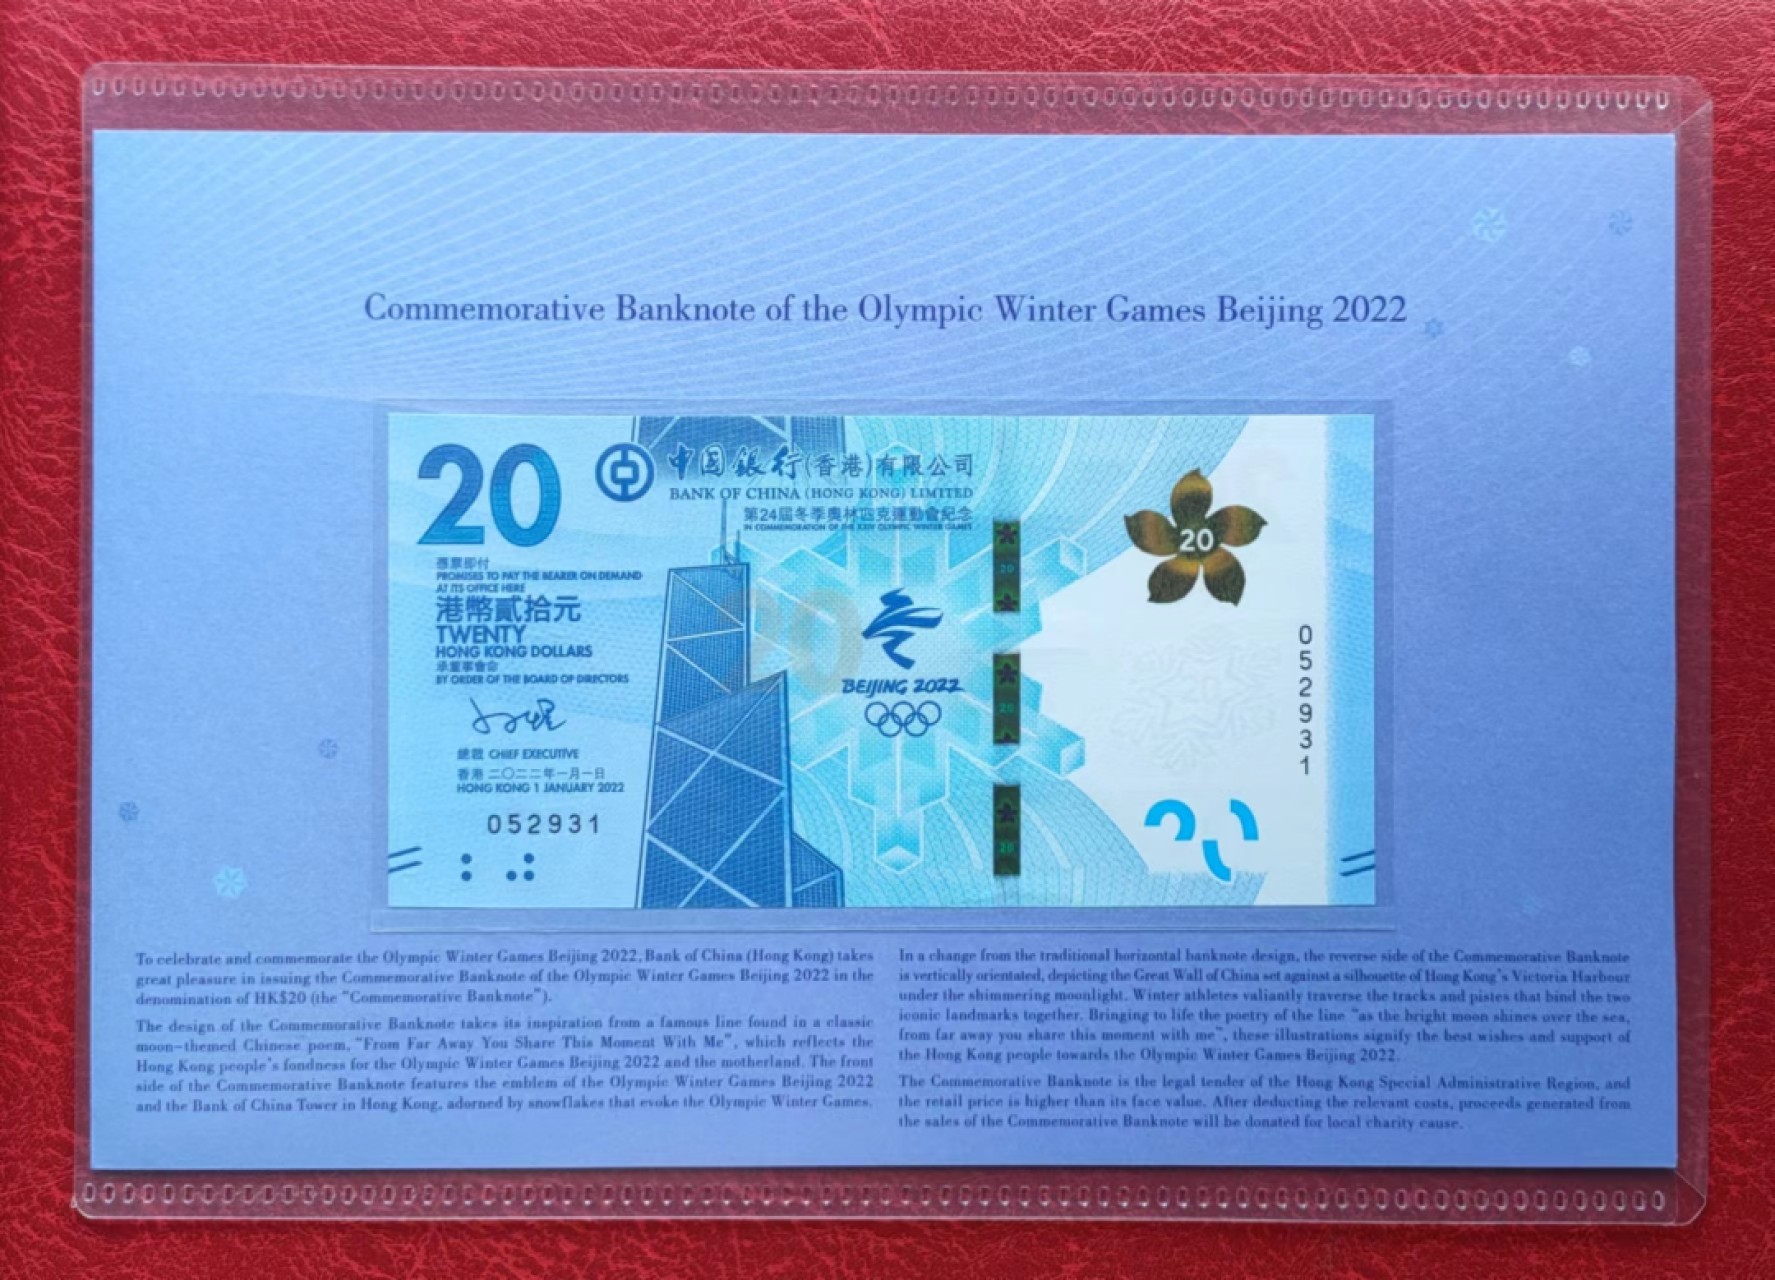 Commemorative Banknote of the Olympic Winter Games Beijing 2022
20
中国銀行(香港)有限公司
BANK OF CHINA (HONG KONG) LIMITED
第24屆冬季奧林匹克運動會紀念
IN COMMEMORATION OF THE XXIV OLYMPIC WINTER GAMES
憑票即付
PROMISES TO PAY THE BEARER ON DEMAND
AT ITS OFFICE HERE
港幣貳拾元
TWENTY
HONG KONG DOLLARS
承董事會命
BY ORDER OF THE BOARD OF DIRECTORS
總裁 CHIEF EXECUTIVE
香港 二〇二二年一月一日
HONG KONG 1 JANUARY 2022
052931
20
BEIJING 2022
20
20
20
20
052931
To celebrate and commemorate the Olympic Winter Games Beijing 2022, Bank of China (Hong Kong) takes
great pleasure in issuing the Commemorative Banknote of the Olympic Winter Games Beijing 2022 in the
denomination of HK$20 (the "Commemorative Banknote").
The design of the Commemorative Banknote takes its inspiration from a famous line found in a classic
moon-themed Chinese poem, "From Far Away You Share This Moment With Me", which reflects the
Hong Kong people's fondness for the Olympic Winter Games Beijing 2022 and the motherland. The front
side of the Commemorative Banknote features the emblem of the Olympic Winter Games Beijing 2022
and the Bank of China Tower in Hong Kong, adorned by snowflakes that evoke the Olympic Winter Games.
In a change from the traditional horizontal banknote design, the reverse side of the Commemorative Banknote
is vertically orientated, depicting the Great Wall of China set against a silhouette of Hong Kong's Victoria Harbour
under the shimmering moonlight. Winter athletes valiantly traverse the tracks and pistes that bind the two
iconic landmarks together. Bringing to life the poetry of the line "as the bright moon shines over the sea,
from far away you share this moment with me", these illustrations signify the best wishes and support of
the Hong Kong people towards the Olympic Winter Games Beijing 2022.
The Commemorative Banknote is the legal tender of the Hong Kong Special Administrative Region, and
the retail price is higher than its face value. After deducting the relevant costs, proceeds generated from
the sales of the Commemorative Banknote will be donated for local charity cause.